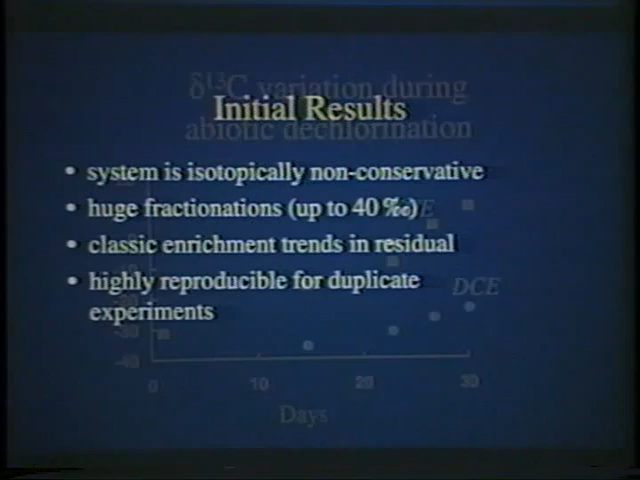 δ¹³C variation during
abiotic dechlorination
Initial Results
• system is isotopically non-conservative
• huge fractionations (up to 40 ‰)
• classic enrichment trends in residual
• highly reproducible for duplicate
experiments
DCE
-40
0 10 20 30
Days